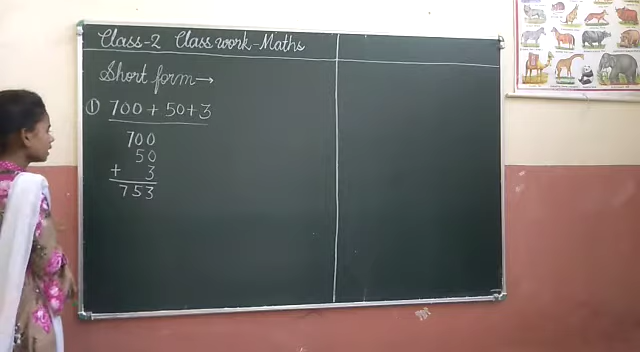 Class-2 Class work-Maths
Short form→
① 700+50+3
700
50
+ 3
753